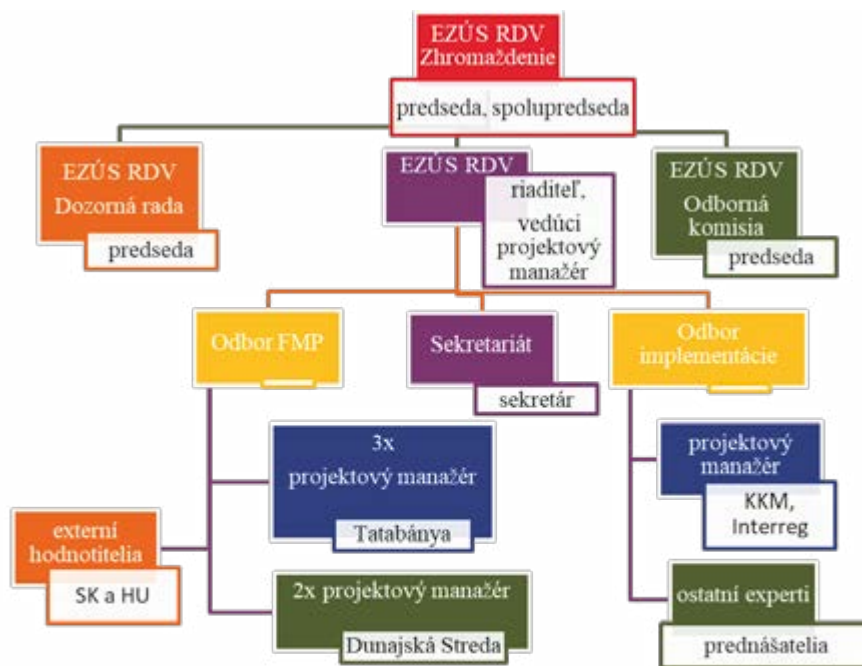 EZÚS RDV
Zhromaždenie
predseda, spolupredseda
EZÚS RDV
Dozorná rada
predseda
EZÚS RDV
riaditeľ,
vedúci
projektový
manažér
EZÚS RDV
Odborná
komisia
predseda
Odbor FMP
Sekretariát
sekretár
Odbor
implementácie
3x
projektový manažér
Tatabánya
projektový
manažér
KKM,
Interreg
externí
hodnotitelia
SK a HU
2x projektový manažér
Dunajská Streda
ostatní experti
prednášatelia